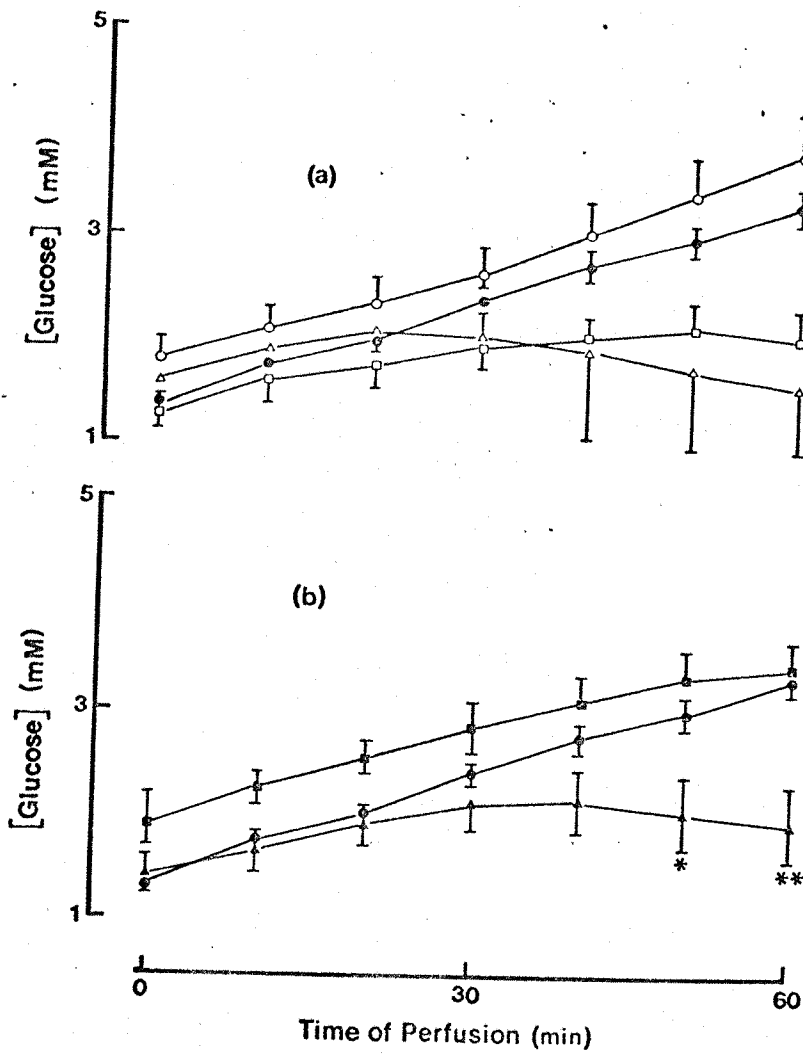 5
[Glucose] (mM)
(a)
3
1
5
[Glucose] (mM)
(b)
3
1
*
**
0
30
60
Time of Perfusion (min)